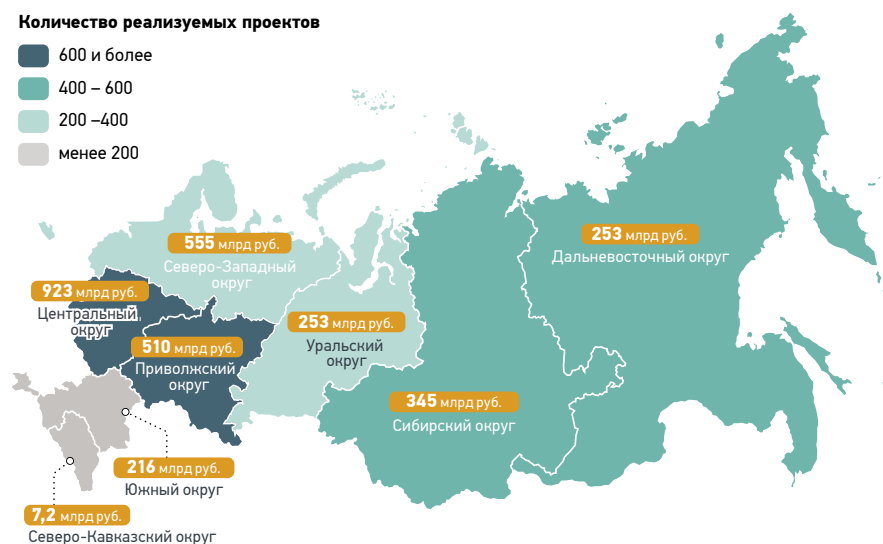 Количество реализуемых проектов
600 и более
400 – 600
200 –400
менее 200
555 млрд руб.
Северо-Западный
округ
253 млрд руб.
Дальневосточный округ
923 млрд руб.
Центральный
округ
253 млрд руб.
Уральский
округ
510 млрд руб.
Приволжский
округ
345 млрд руб.
Сибирский округ
216 млрд руб.
Южный округ
7,2 млрд руб.
Северо-Кавказский округ